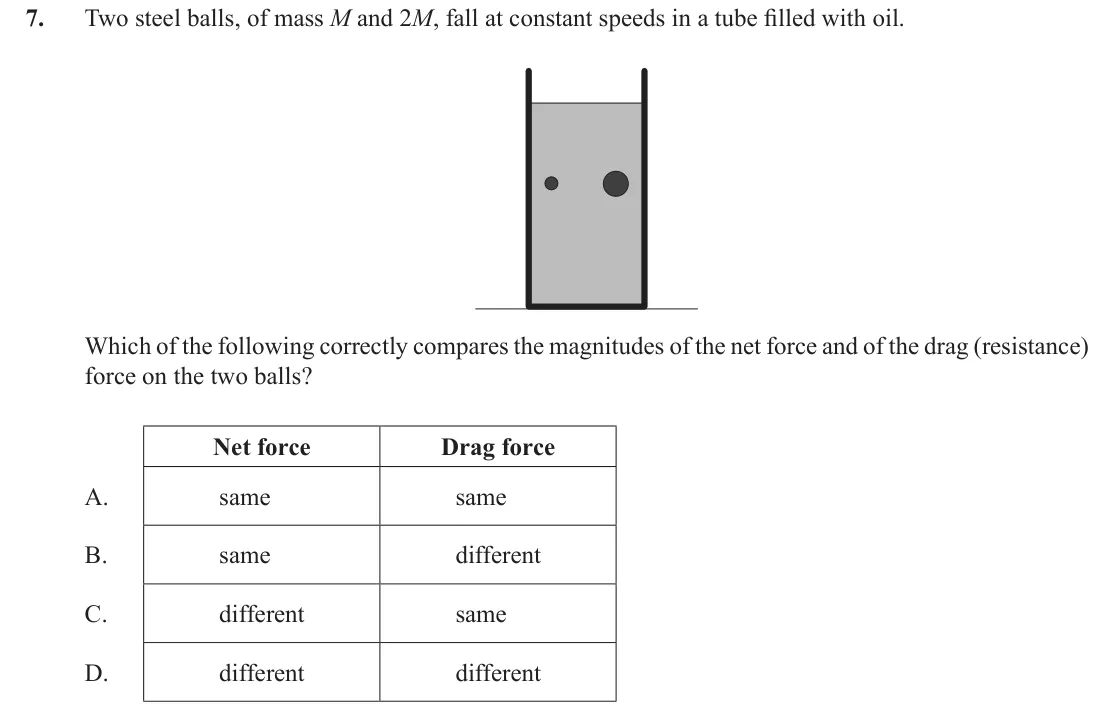 7. Two steel balls, of mass M and 2M, fall at constant speeds in a tube filled with oil.
Which of the following correctly compares the magnitudes of the net force and of the drag (resistance)
force on the two balls?
Net force Drag force
A. same same
B. same different
C. different same
D. different different